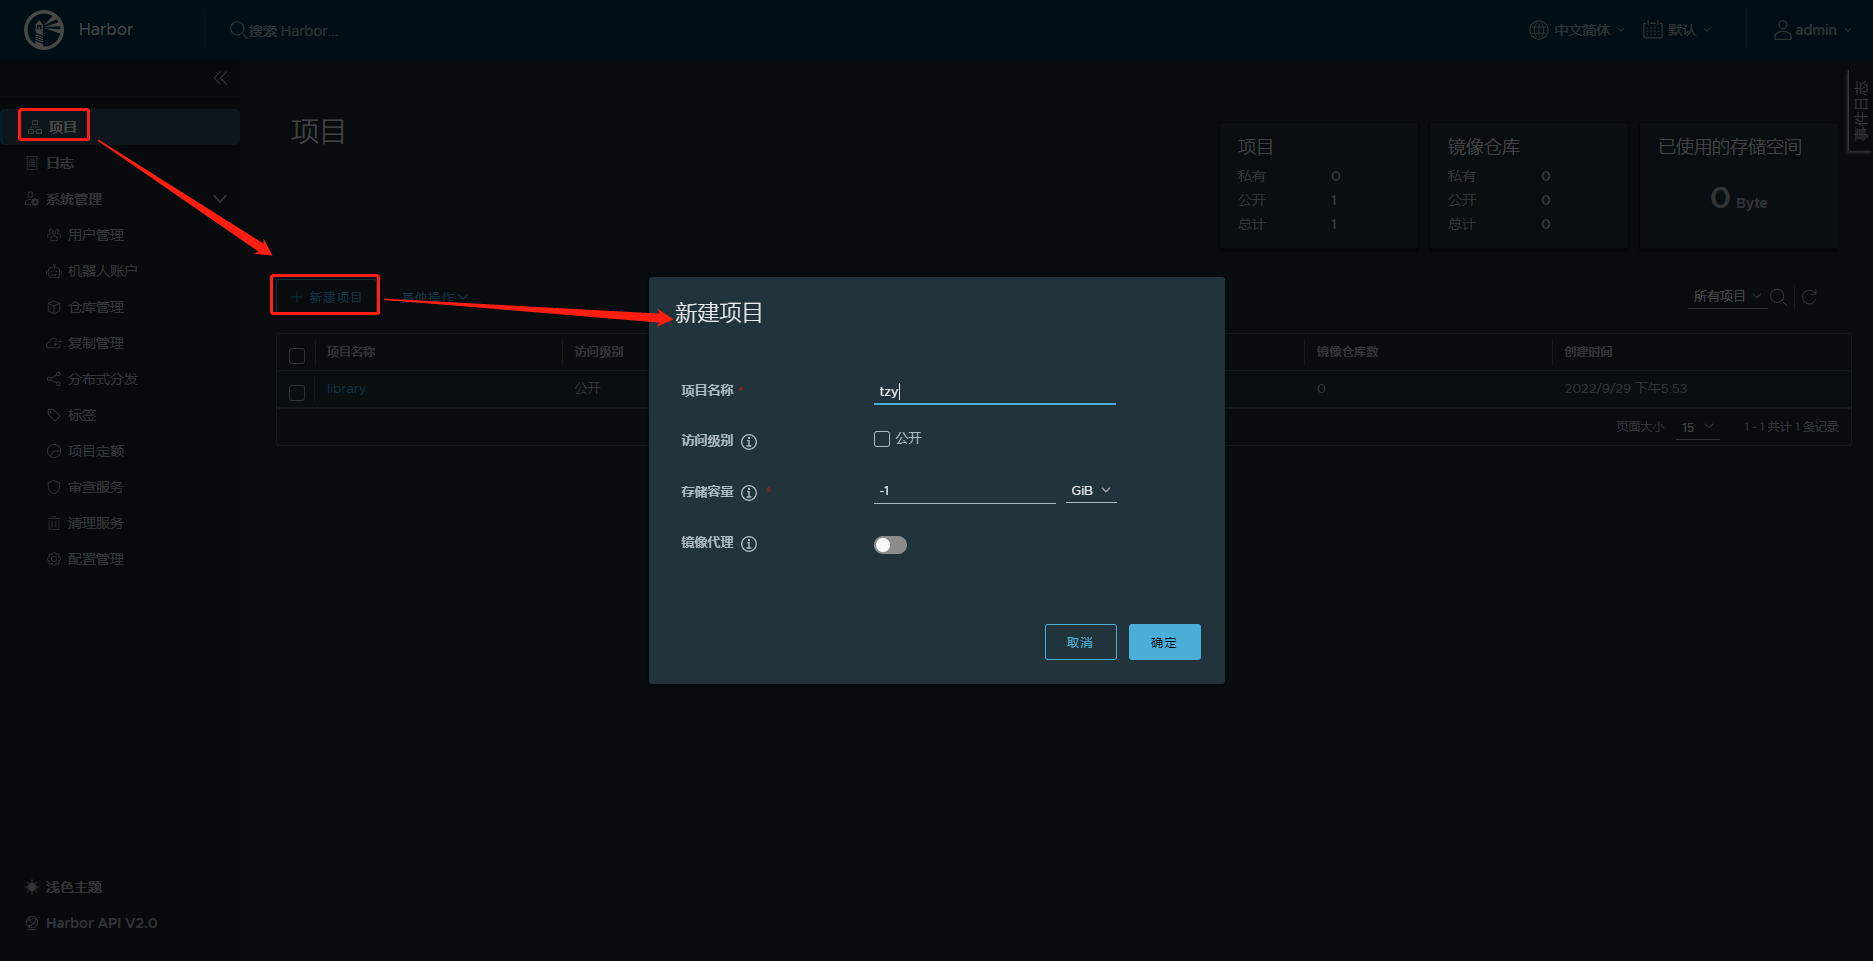 Harbor
搜索 Harbor...
中文简体
默认
admin
项目
日志
系统管理
用户管理
机器人账户
仓库管理
复制管理
分布式分发
标签
项目定额
审查服务
清理服务
配置管理
浅色主题
Harbor API V2.0
项目
项目
私有 0
公开 1
总计 1
镜像仓库
私有 0
公开 0
总计 0
已使用的存储空间
0 Byte
事件日志
新建项目
其他操作
所有项目
项目名称 访问级别 镜像仓库数 创建时间
library 公开 0 2022/9/29 下午5:53
页面大小 15 1 - 1 共计 1 条记录
新建项目
项目名称 * tzy
访问级别 公开
存储容量 * -1 GiB
镜像代理
取消 确定